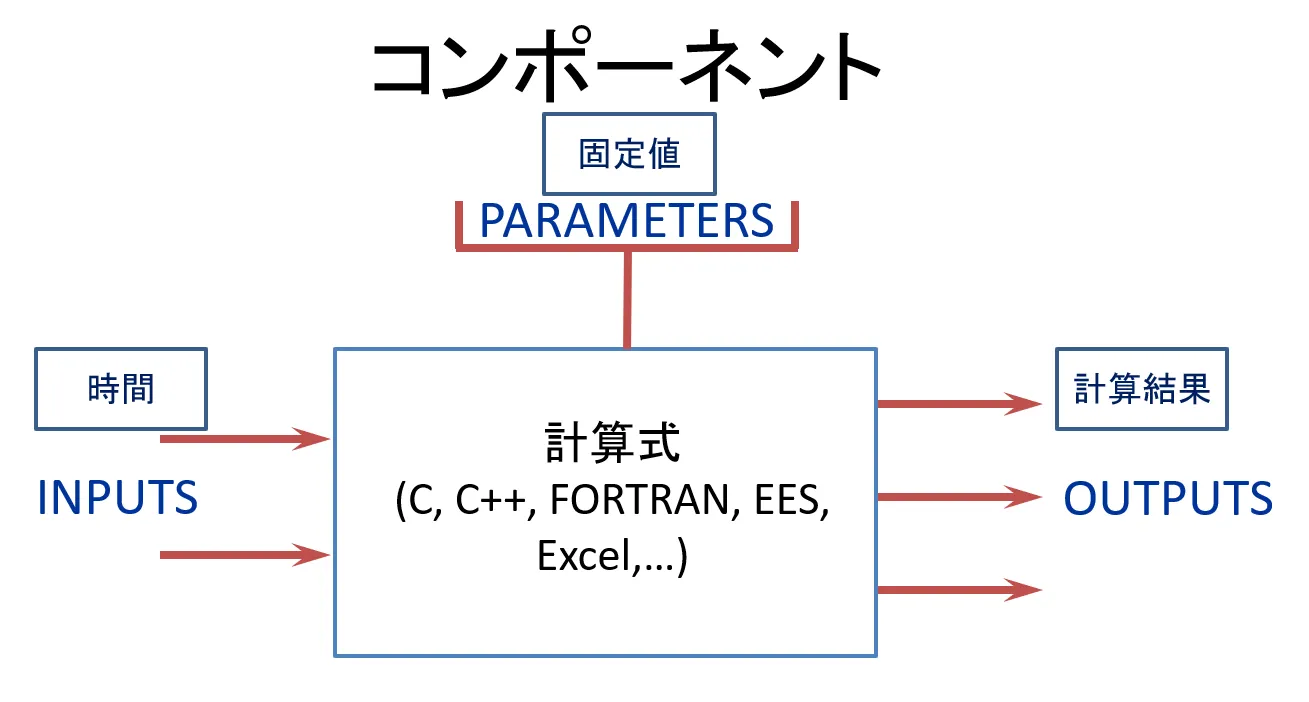 コンポーネント
固定値
PARAMETERS
時間
INPUTS
計算式
(C, C++, FORTRAN, EES,
Excel,...)
計算結果
OUTPUTS